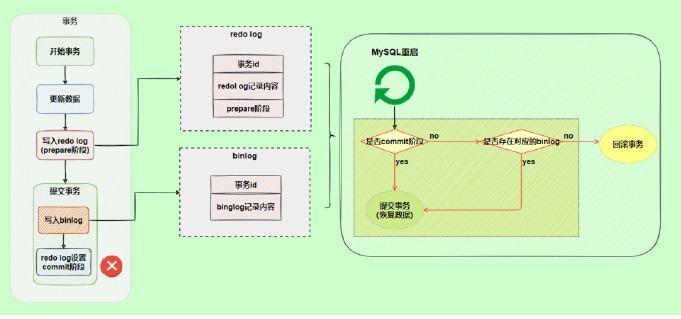 事务
开始事务
更新数据
写入redo log
(prepare阶段)
提交事务
写入binlog
redo log设置
commit阶段
redo log
事务id
redol og记录内容
prepare阶段
binlog
事务id
binglog记录内容
MySQL重启
是否commit阶段
no
是否存在对应的binlog
no
回滚事务
yes
yes
提交事务
(恢复数据)